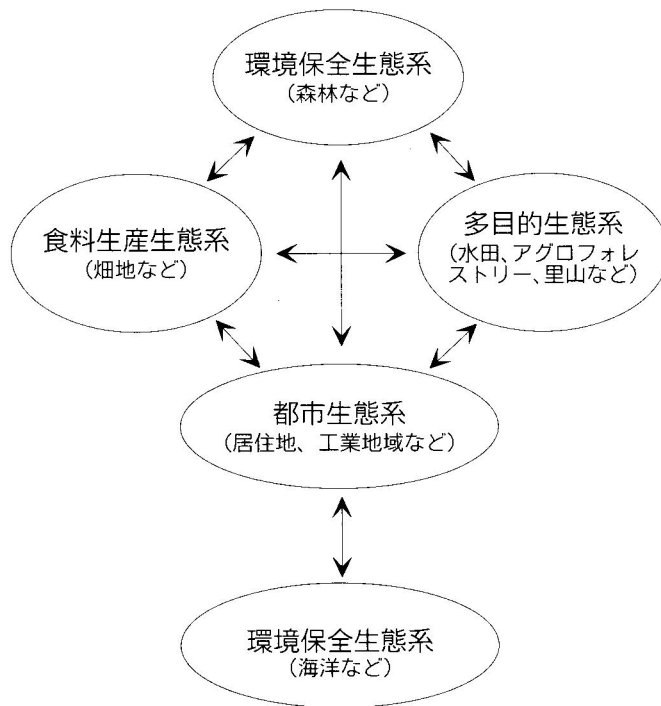 環境保全生態系
(森林など)
食料生産生態系
(畑地など)
多目的生態系
(水田、アグロフォレ
ストリー、里山など)
都市生態系
(居住地、工業地域など)
環境保全生態系
(海洋など)